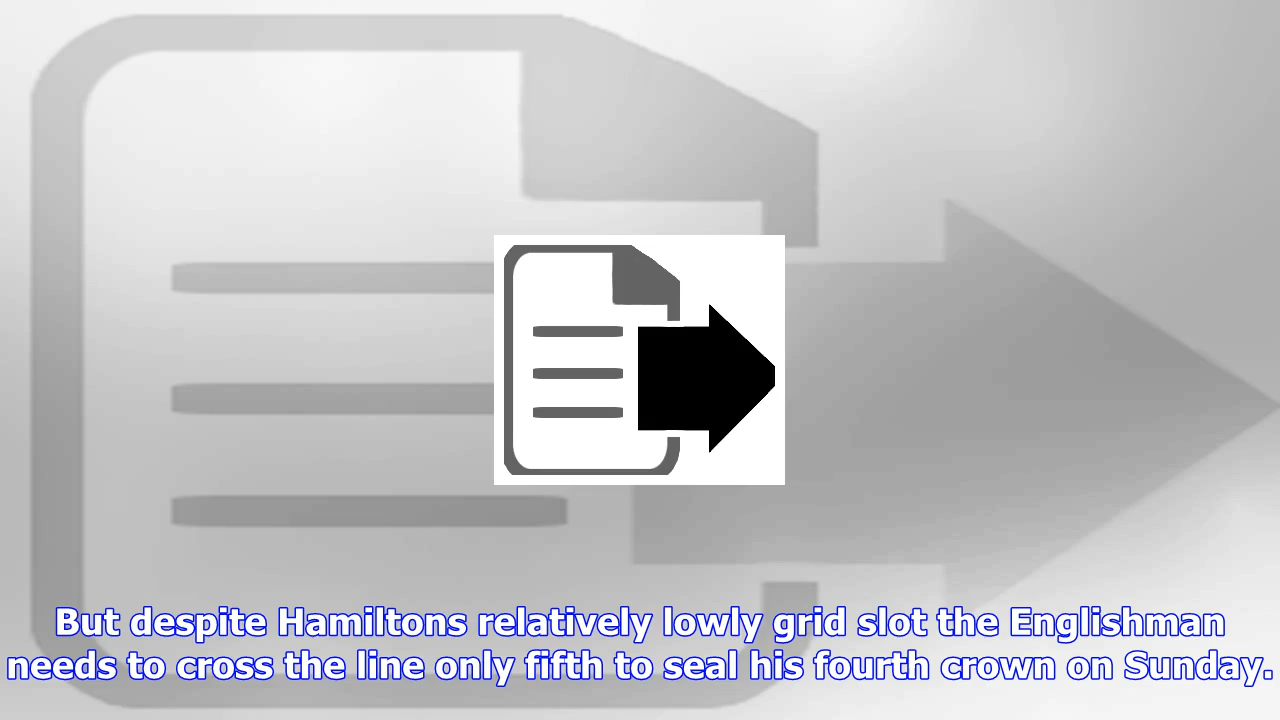 But despite Hamiltons relatively lowly grid slot the Englishman
needs to cross the line only fifth to seal his fourth crown on Sunday.